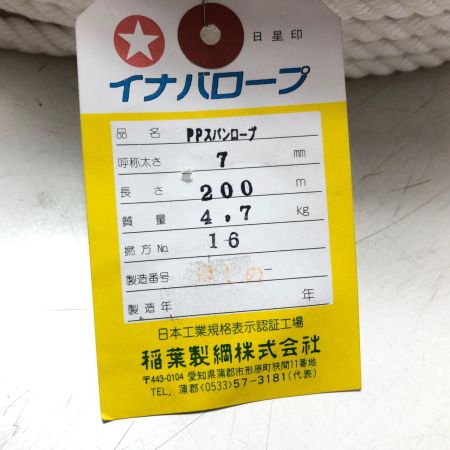 日星印
イナバロープ
品名 PPスパンロープ
呼称太さ 7 mm
長さ 200 m
質量 4.7 kg
撚方No. 16
製造番号
製造年 年
日本工業規格表示認証工場
稲葉製綱株式会社
〒443-0104 愛知県蒲郡市形原町狭間11番地
TEL. 蒲郡<0533>57-3181(代表)